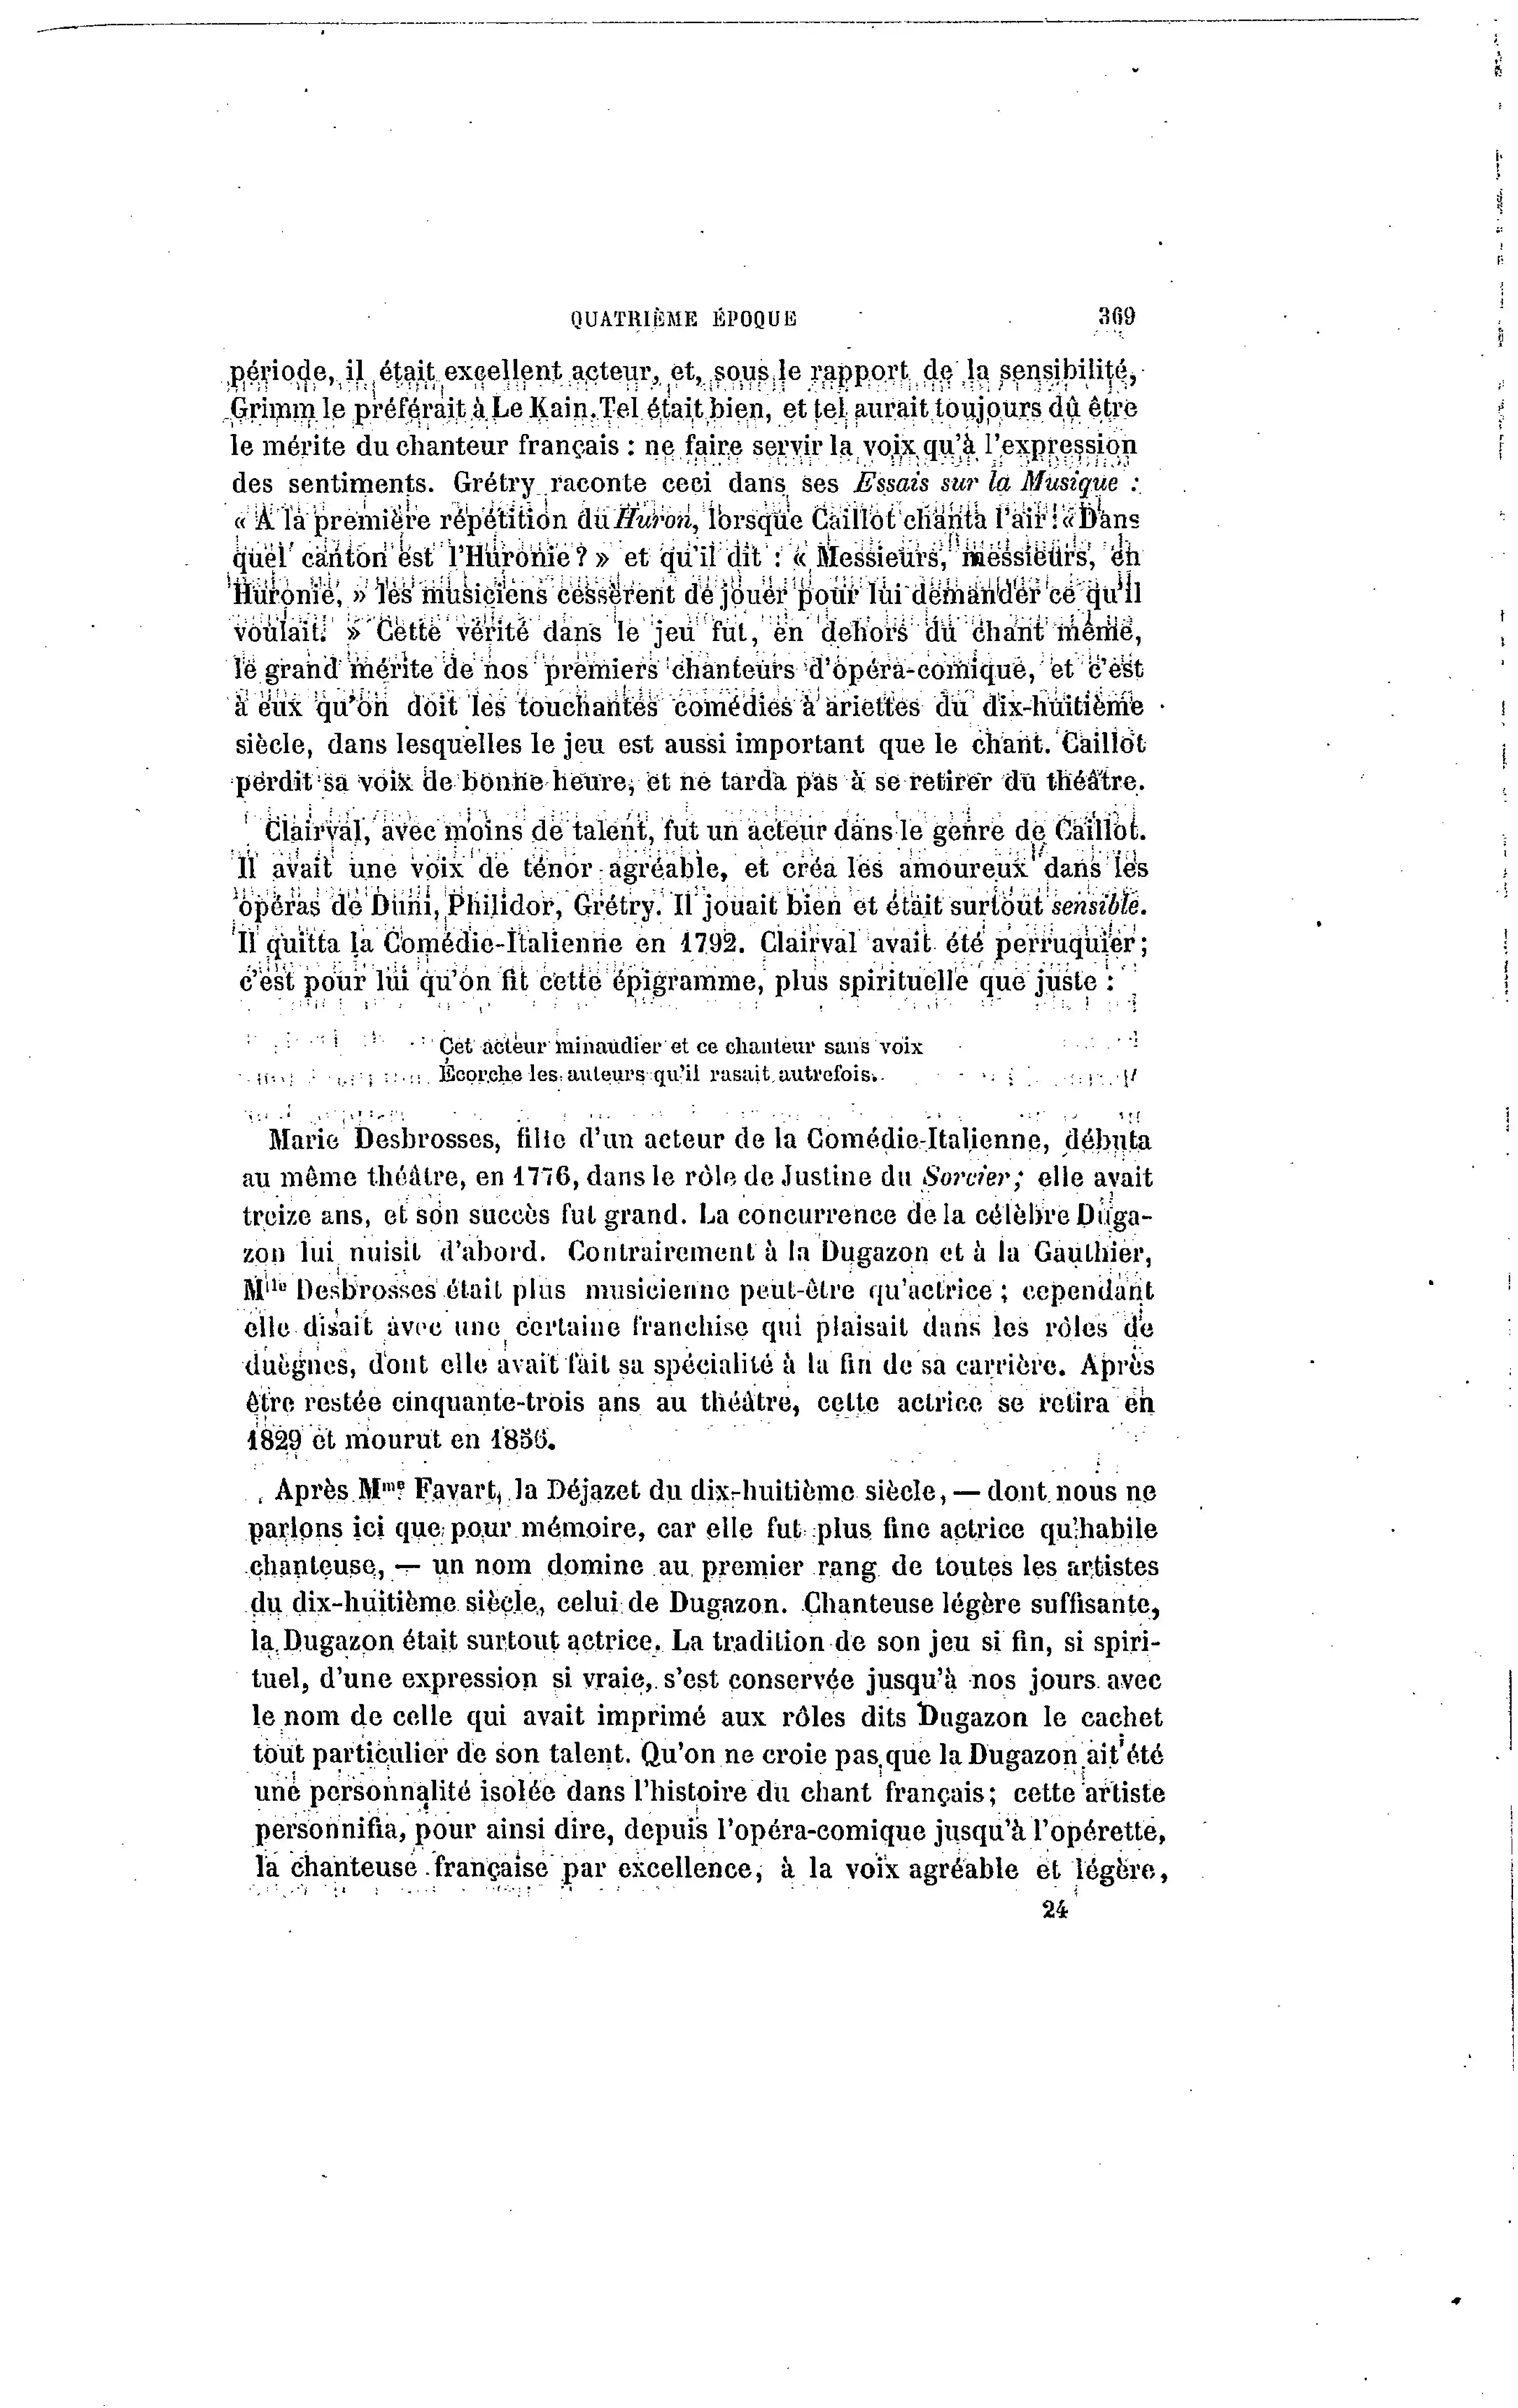 QUATRIÈME ÉPOQUE 369
période, il était excellent acteur, et, sous le rapport de la sensibilité,
Grimm le préférait à Le Kain. Tel était bien, et tel aurait toujours dû être
le mérite du chanteur français : ne faire servir la voix qu'à l'expression
des sentiments. Grétry raconte ceci dans ses Essais sur la Musique :
« A la première répétition du Huron, lorsque Caillot chanta l'air : « Dans
quel canton est l'Huronie ? » et qu'il dit : « Messieurs, messieurs, en
Huronie, » les musiciens cessèrent de jouer pour lui demander ce qu'il
voulait. » Cette vérité dans le jeu fut, en dehors du chant même,
le grand mérite de nos premiers chanteurs d'opéra-comique, et c'est
à eux qu'on doit les touchantes comédies à ariettes du dix-huitième
siècle, dans lesquelles le jeu est aussi important que le chant. Caillot
perdit sa voix de bonne heure, et ne tarda pas à se retirer du théâtre.
Clairval, avec moins de talent, fut un acteur dans le genre de Caillot.
Il avait une voix de ténor agréable, et créa les amoureux dans les
opéras de Duni, Philidor, Grétry. Il jouait bien et était surtout sensible.
Il quitta la Comédie-Italienne en 1792. Clairval avait été perruquier ;
c'est pour lui qu'on fit cette épigramme, plus spirituelle que juste :
Cet acteur minaudier et ce chanteur sans voix
Écorche les auteurs qu'il rasait autrefois.
Marie Desbrosses, fille d'un acteur de la Comédie-Italienne, débuta
au même théâtre, en 1776, dans le rôle de Justine du Sorcier ; elle avait
treize ans, et son succès fut grand. La concurrence de la célèbre Duga-
zon lui nuisit d'abord. Contrairement à la Dugazon et à la Gauthier,
Mlle Desbrosses était plus musicienne peut-être qu'actrice ; cependant
elle disait avec une certaine franchise qui plaisait dans les rôles de
duègnes, dont elle avait fait sa spécialité à la fin de sa carrière. Après
être restée cinquante-trois ans au théâtre, cette actrice se retira en
1829 et mourut en 1856.
Après Mme Favart, la Déjazet du dix-huitième siècle, — dont nous ne
parlons ici que pour mémoire, car elle fut plus fine actrice qu'habile
chanteuse, — un nom domine au premier rang de toutes les artistes
du dix-huitième siècle, celui de Dugazon. Chanteuse légère suffisante,
la Dugazon était surtout actrice. La tradition de son jeu si fin, si spiri-
tuel, d'une expression si vraie, s'est conservée jusqu'à nos jours avec
le nom de celle qui avait imprimé aux rôles dits Dugazon le cachet
tout particulier de son talent. Qu'on ne croie pas que la Dugazon ait été
une personnalité isolée dans l'histoire du chant français ; cette artiste
personnifia, pour ainsi dire, depuis l'opéra-comique jusqu'à l'opérette,
la chanteuse française par excellence, à la voix agréable et légère,
24